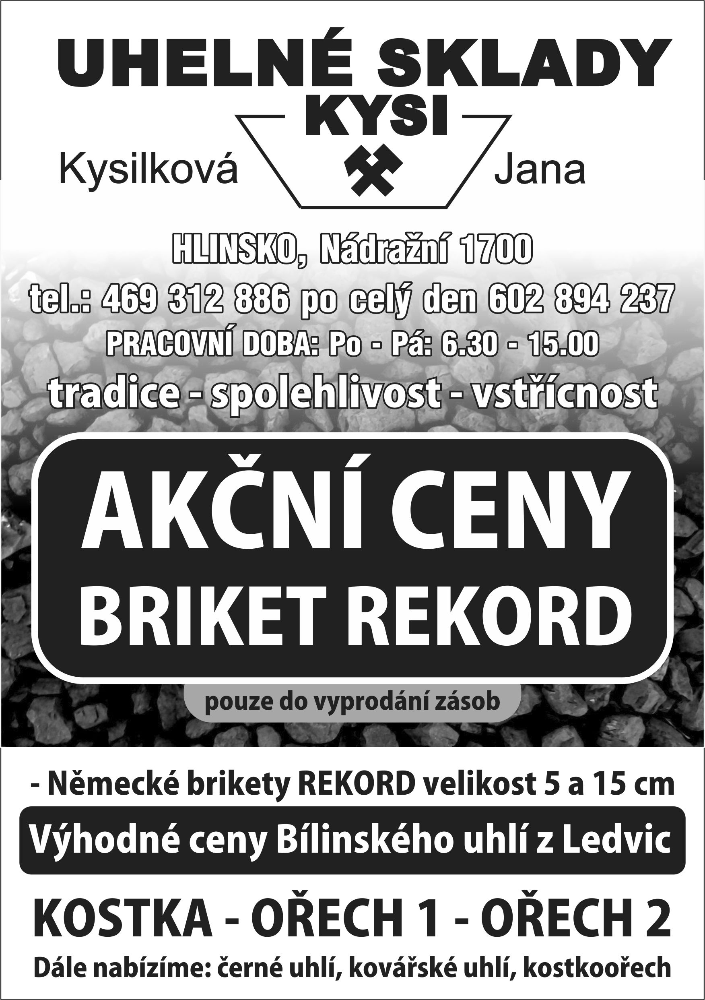 UHELNÉ SKLADY
KYSI
Kysilková Jana
HLINSKO, Nádražní 1700
tel.: 469 312 886 po celý den 602 894 237
PRACOVNÍ DOBA: Po - Pá: 6.30 - 15.00
tradice - spolehlivost - vstřícnost
AKČNÍ CENY
BRIKET REKORD
pouze do vyprodání zásob
- Německé brikety REKORD velikost 5 a 15 cm
Výhodné ceny Bílinského uhlí z Ledvic
KOSTKA - OŘECH 1 - OŘECH 2
Dále nabízíme: černé uhlí, kovářské uhlí, kostkoořech